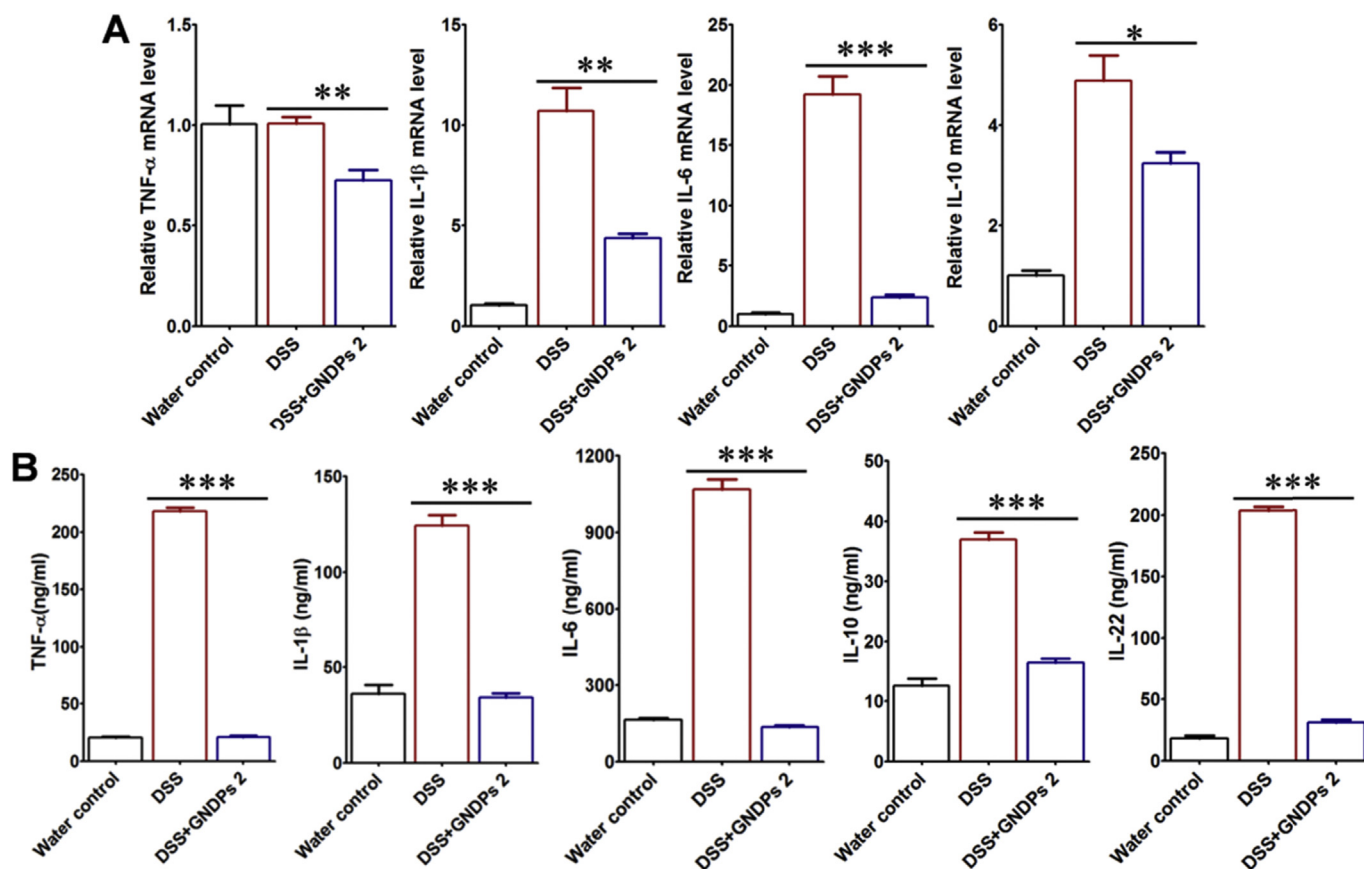 A
Relative TNF-α mRNA level
1.5
1.0
0.5
0.0
**
Water control
DSS
DSS+GNDPs 2
Relative IL-1β mRNA level
15
10
5
0
**
Water control
DSS
DSS+GNDPs 2
Relative IL-6 mRNA level
25
20
15
10
5
0
***
Water control
DSS
DSS+GNDPs 2
Relative IL-10 mRNA level
6
4
2
0
*
Water control
DSS
DSS+GNDPs 2
B
TNF-α(ng/ml)
250
200
150
100
50
0
***
Water control
DSS
DSS+GNDPs 2
IL-1β (ng/ml)
150
100
50
0
***
Water control
DSS
DSS+GNDPs 2
IL-6 (ng/ml)
1200
900
600
300
0
***
Water control
DSS
DSS+GNDPs 2
IL-10 (ng/ml)
50
40
30
20
10
0
***
Water control
DSS
DSS+GNDPs 2
IL-22 (ng/ml)
250
200
150
100
50
0
***
Water control
DSS
DSS+GNDPs 2